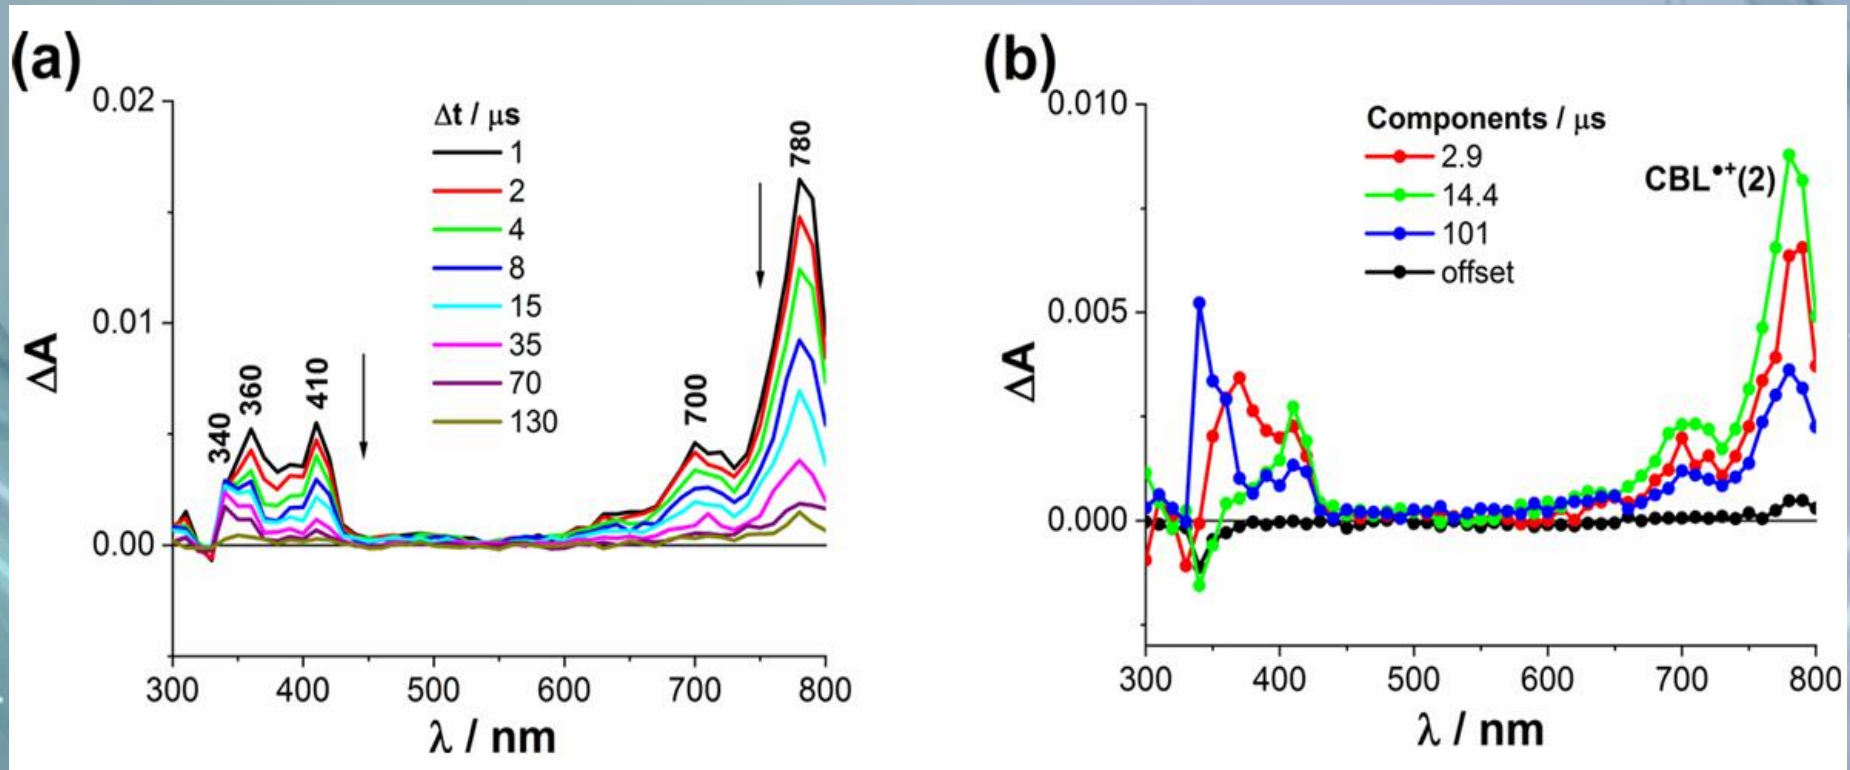 (a)
0.02
0.01
0.00
ΔA
Δt / μs
1
2
4
8
15
35
70
130
340
360
410
700
780
300 400 500 600 700 800
λ / nm
(b)
0.010
0.005
0.000
ΔA
Components / μs
2.9
14.4
101
offset
CBL•+(2)
300 400 500 600 700 800
λ / nm